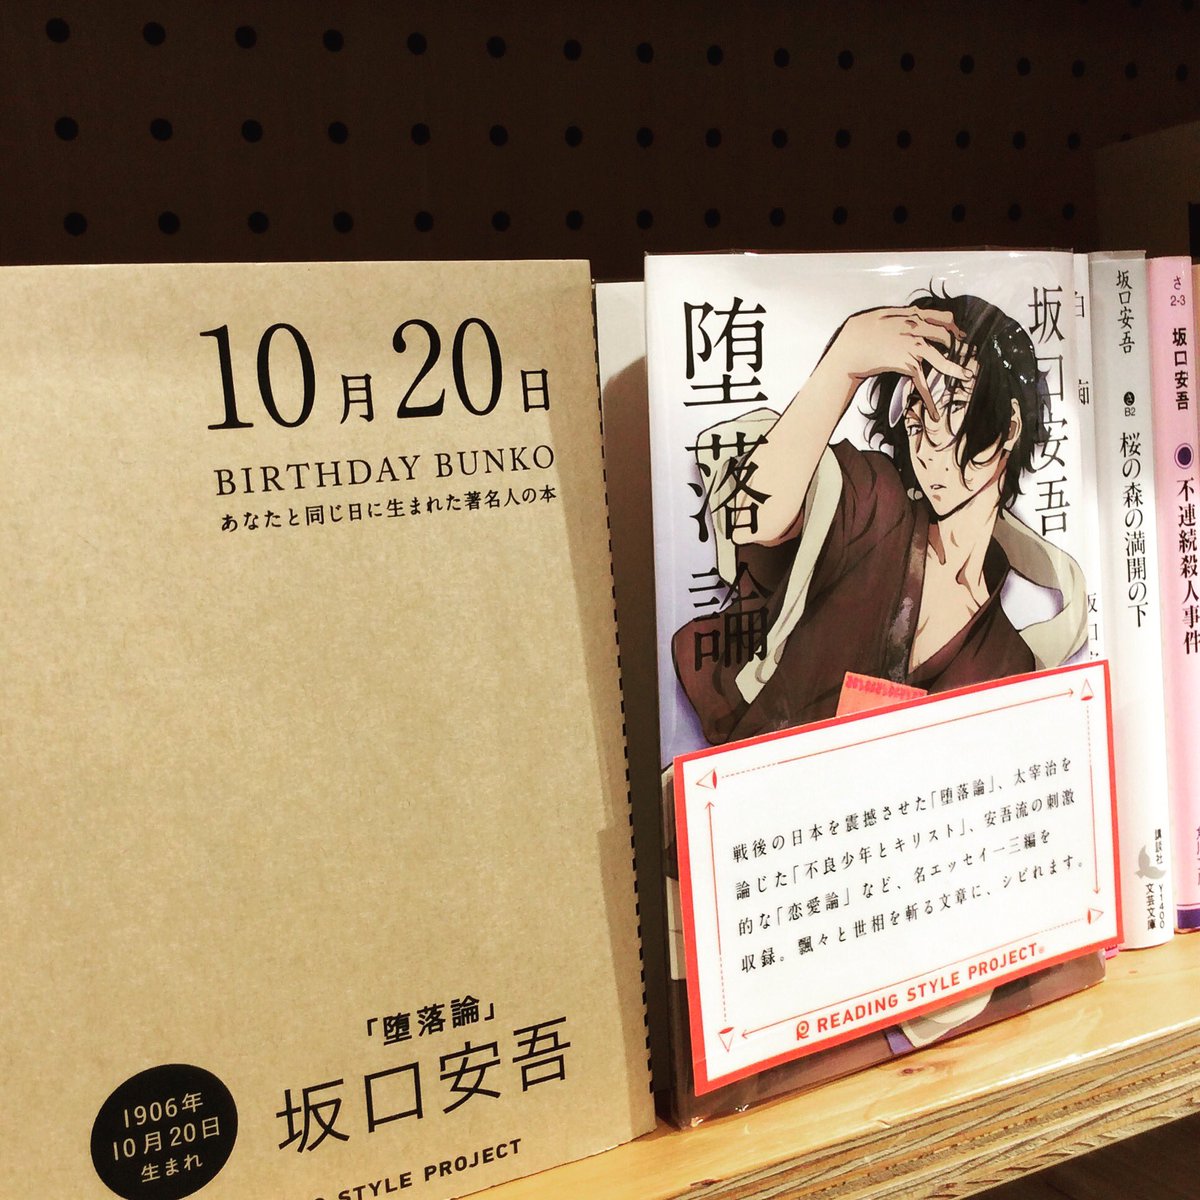 10月20日
BIRTHDAY BUNKO
あなたと同じ日に生まれた著名人の本
「堕落論」
坂口安吾
1906年
10月20日
生まれ
STYLE PROJECT
堕落論
坂口安吾
戦後の日本を震撼させた「堕落論」、太宰治を
論じた「不良少年とキリスト」、安吾流の刺激
的な「恋愛論」など、名エッセイ一三編を
収録。飄々と世相を斬る文章に、シビれます。
READING STYLE PROJECT®
白痴
坂口安吾
さ
B2
桜の森の満開の下
講談社
文芸文庫
¥1400
さ
2-3
坂口安吾
不連続殺人事件